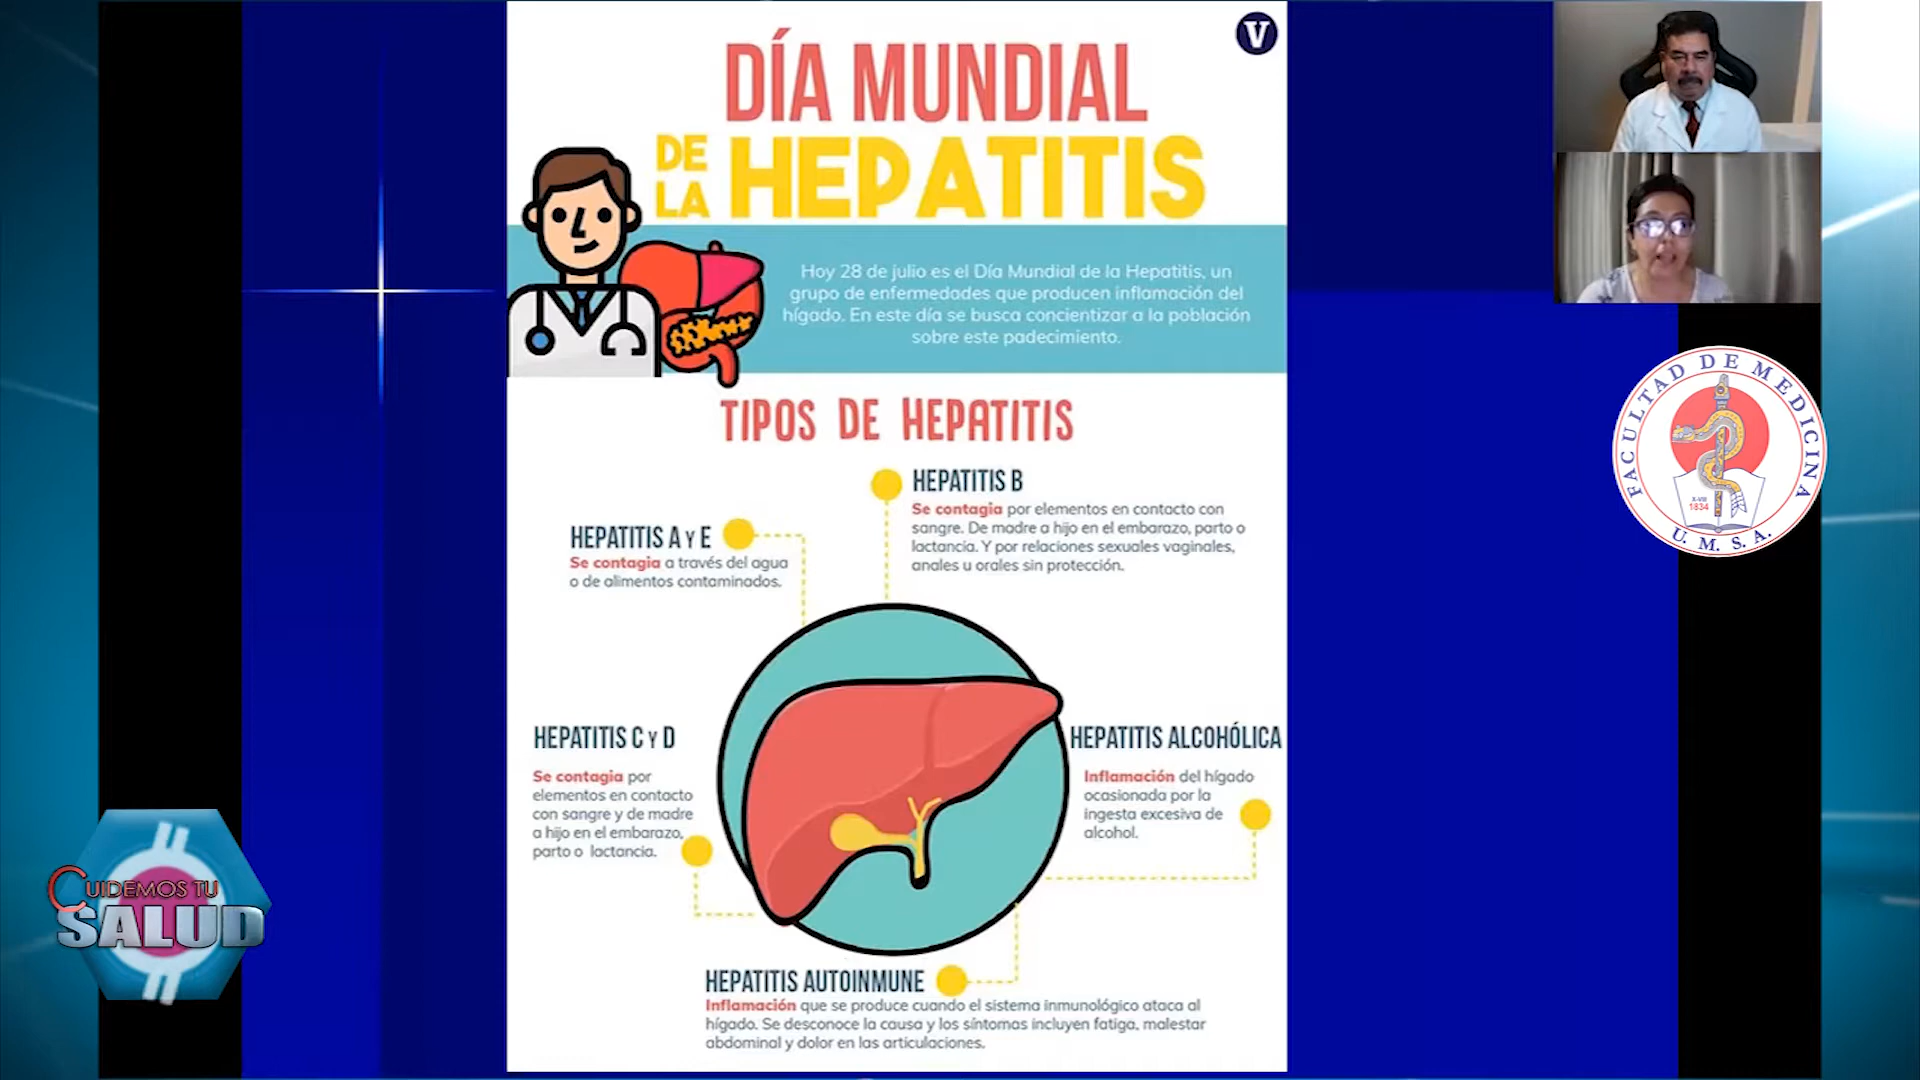 V
DÍA MUNDIAL
DE LA HEPATITIS
Hoy 28 de julio es el Día Mundial de la Hepatitis, un
grupo de enfermedades que producen inflamación del
hígado. En este día se busca concientizar a la población
sobre este padecimiento.
TIPOS DE HEPATITIS
HEPATITIS B
Se contagia por elementos en contacto con
sangre. De madre a hijo en el embarazo, parto o
lactancia. Y por relaciones sexuales vaginales,
anales u orales sin protección.
HEPATITIS A Y E
Se contagia a través del agua
o de alimentos contaminados.
HEPATITIS C Y D
Se contagia por
elementos en contacto
con sangre y de madre
a hijo en el embarazo,
parto o lactancia.
HEPATITIS ALCOHÓLICA
Inflamación del hígado
ocasionada por la
ingesta excesiva de
alcohol.
HEPATITIS AUTOINMUNE
Inflamación que se produce cuando el sistema inmunológico ataca al
hígado. Se desconoce la causa y los síntomas incluyen fatiga, malestar
abdominal y dolor en las articulaciones.
FACULTAD DE MEDICINA
X-VIII
1834
U. M. S. A.
CUIDEMOS TU
SALUD